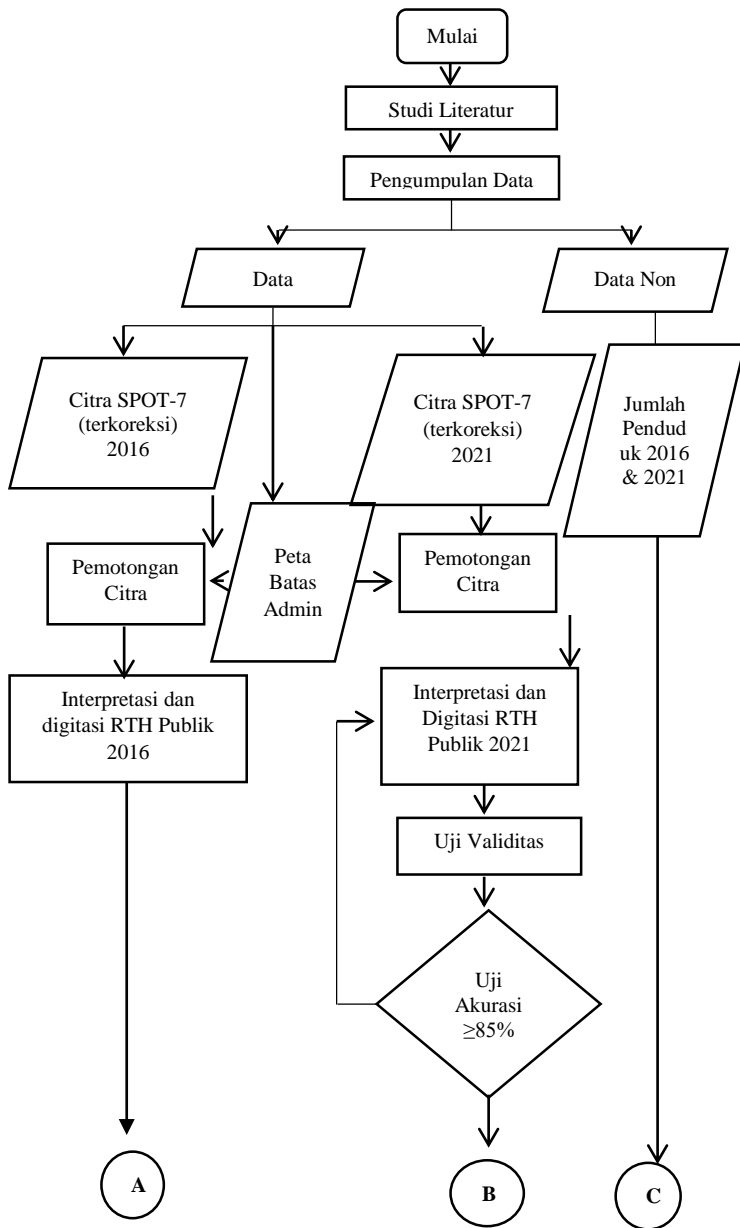 Mulai
Studi Literatur
Pengumpulan Data
Data
Data Non
Citra SPOT-7
(terkoreksi)
2016
Citra SPOT-7
(terkoreksi)
2021
Jumlah
Pendud
uk 2016
& 2021
Pemotongan
Citra
Peta
Batas
Admin
Pemotongan
Citra
Interpretasi dan
digitasi RTH Publik
2016
Interpretasi dan
Digitasi RTH
Publik 2021
Uji Validitas
Uji
Akurasi
≥85%
A
B
C